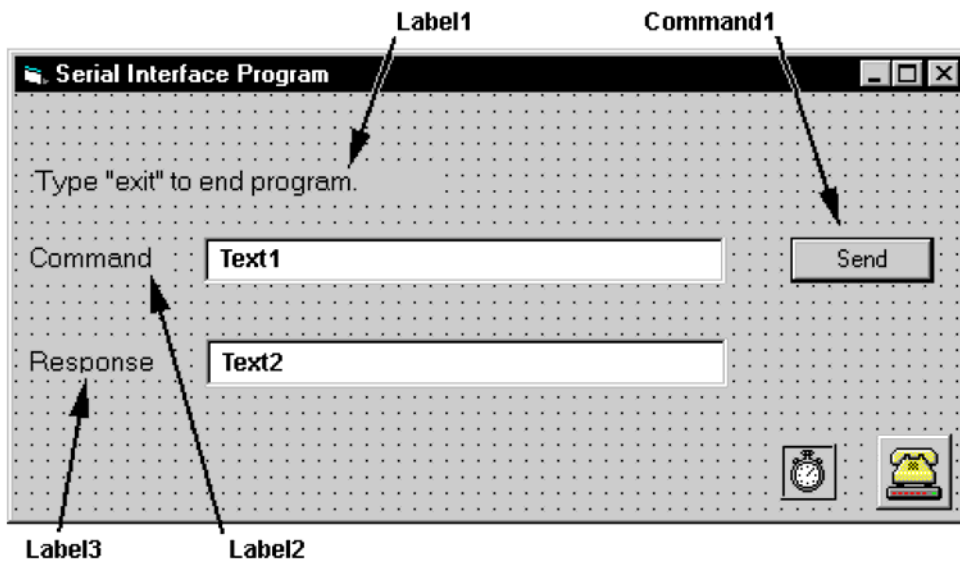 Label1 Command1
Serial Interface Program
Type "exit" to end program.
Command Text1 Send
Response Text2
Label3 Label2